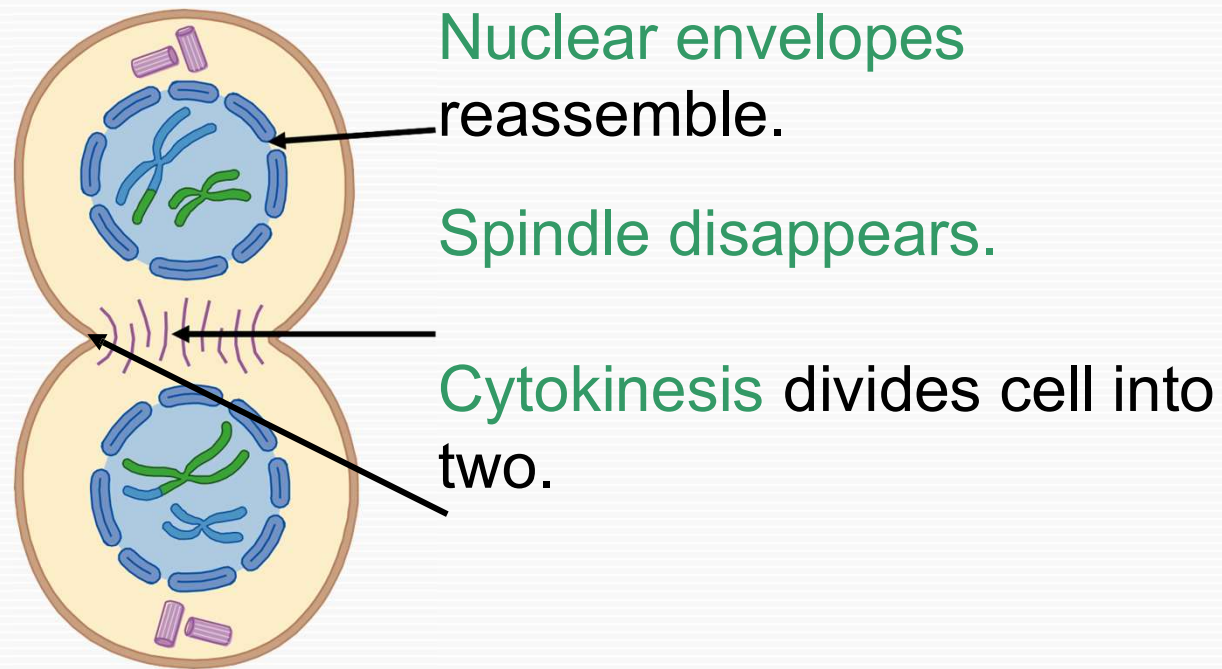 Nuclear envelopes
reassemble.
Spindle disappears.
Cytokinesis divides cell into
two.